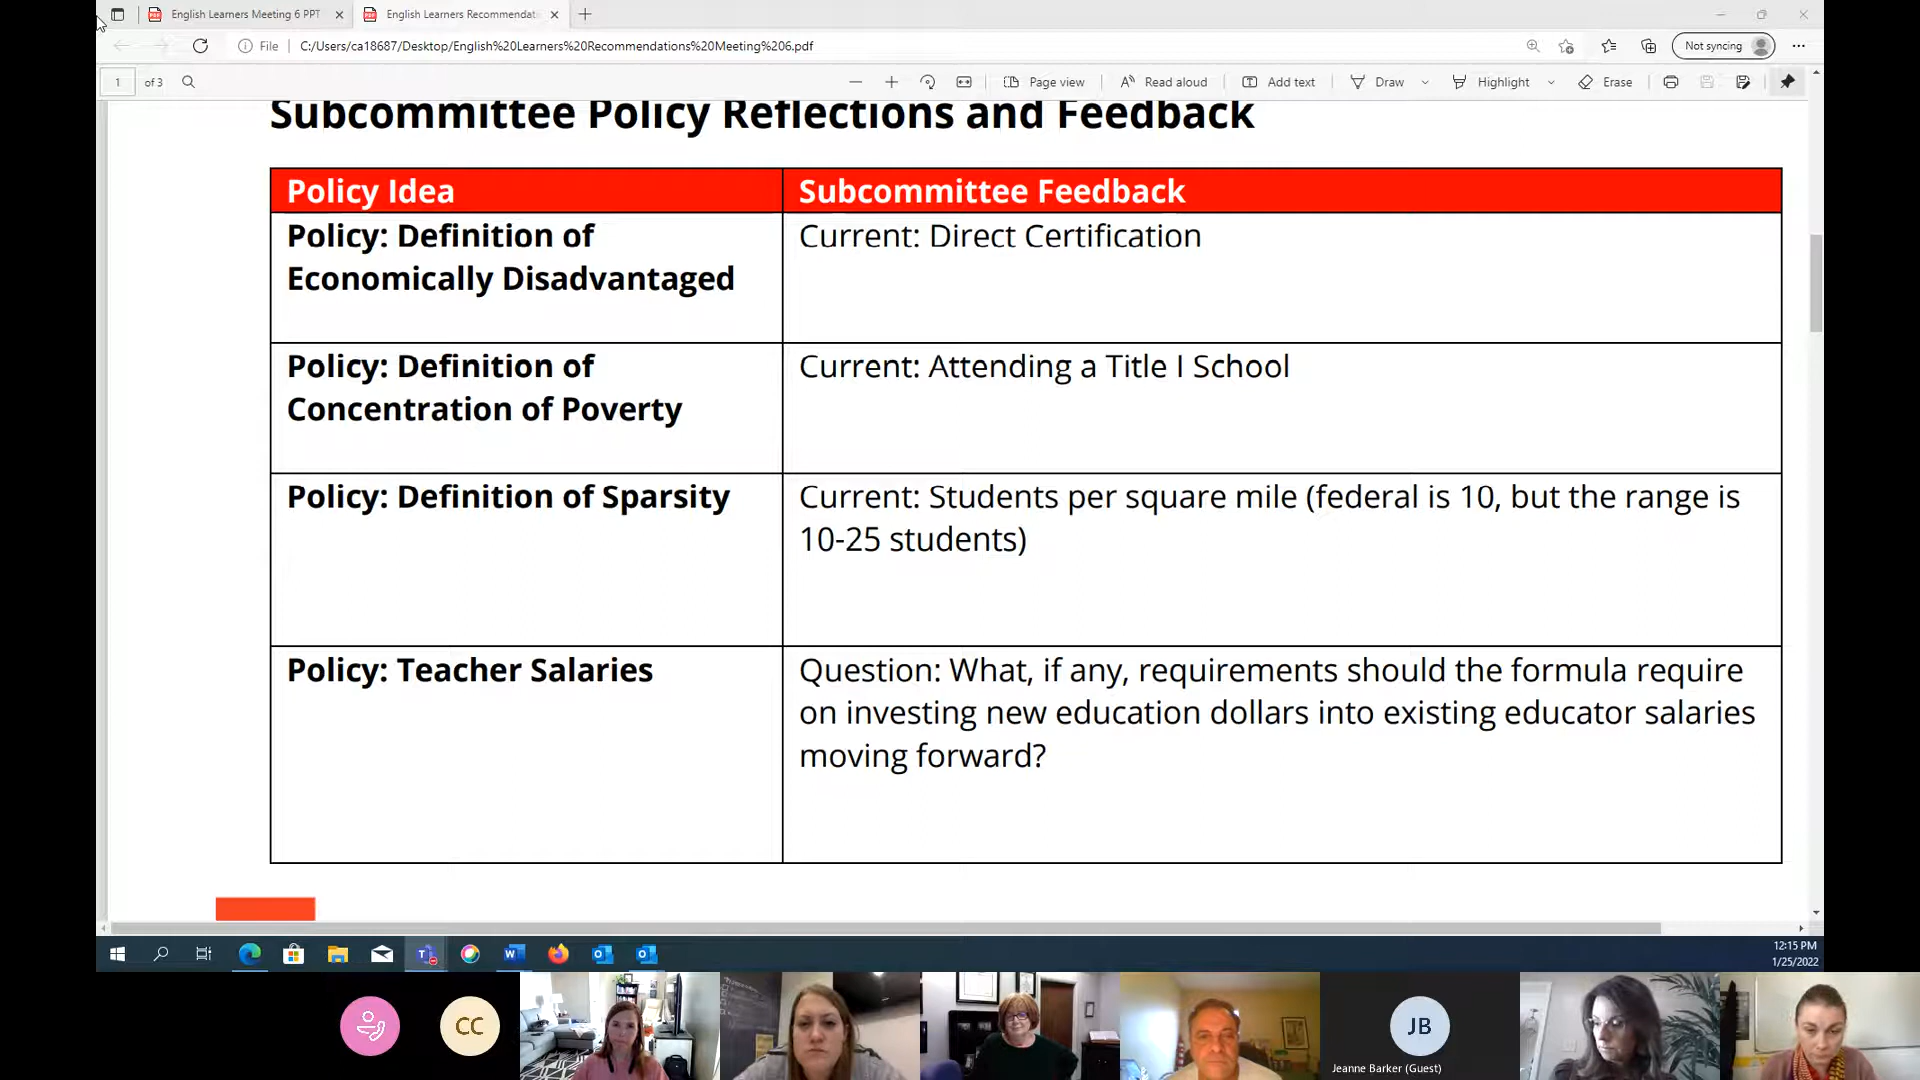 English Learners Meeting 6 PPT
English Learners Recommendat
File
C:/Users/ca18687/Desktop/English%20Learners%20Recommendations%20Meeting%206.pdf
Not syncing
1 of 3
Page view
Read aloud
Add text
Draw
Highlight
Erase
Subcommittee Policy Reflections and Feedback
Policy Idea
Subcommittee Feedback
Policy: Definition of
Economically Disadvantaged
Current: Direct Certification
Policy: Definition of
Concentration of Poverty
Current: Attending a Title I School
Policy: Definition of Sparsity
Current: Students per square mile (federal is 10, but the range is
10-25 students)
Policy: Teacher Salaries
Question: What, if any, requirements should the formula require
on investing new education dollars into existing educator salaries
moving forward?
12:15 PM
1/25/2022
CC
JB
Jeanne Barker (Guest)